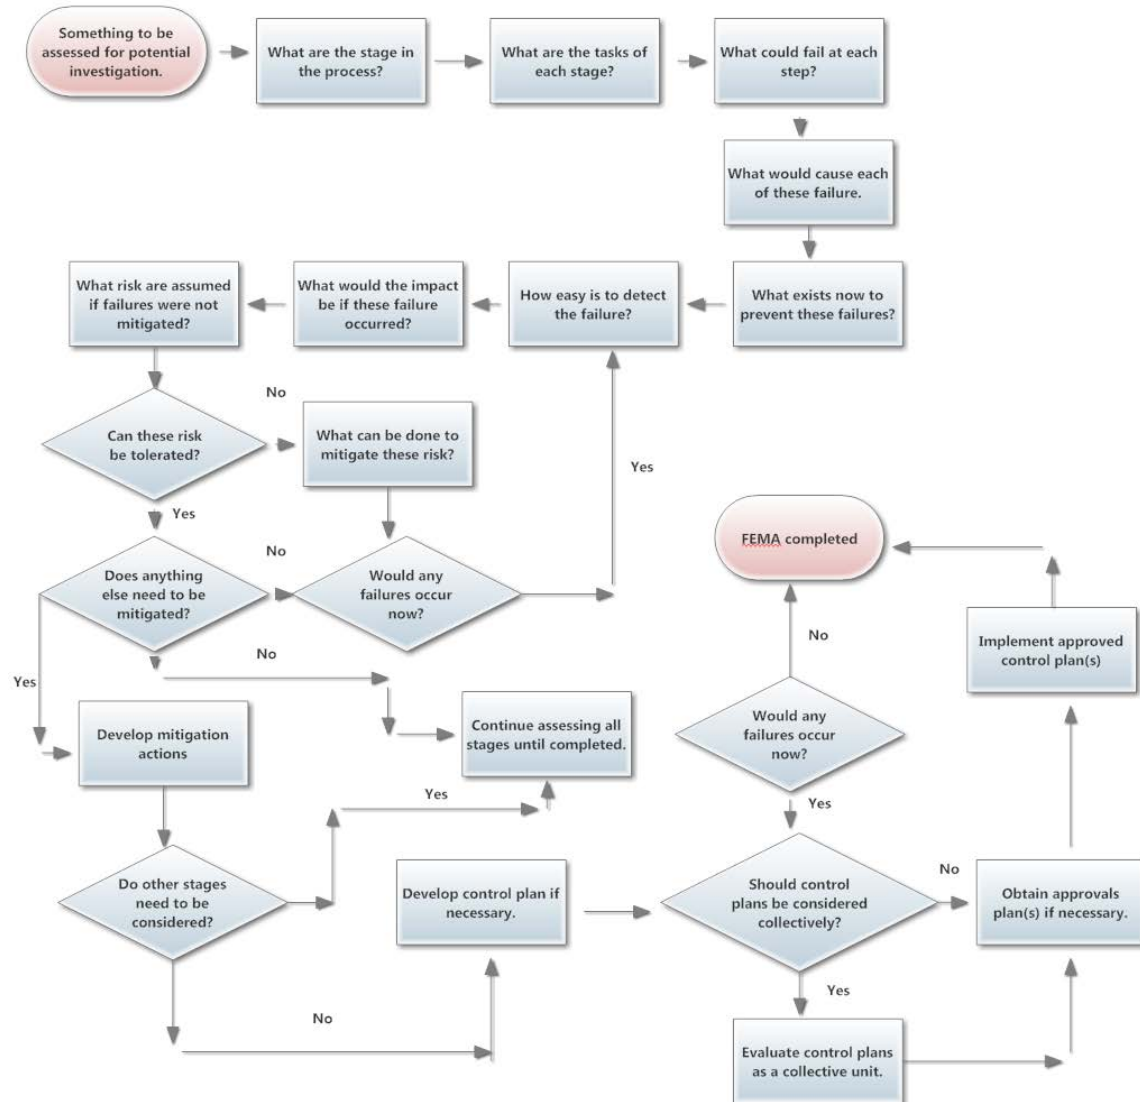 Something to be
assessed for potential
investigation.
What are the stage in
the process?
What are the tasks of
each stage?
What could fail at each
step?
What would cause each
of these failure.
What risk are assumed
if failures were not
mitigated?
What would the impact
be if these failure
occurred?
How easy is to detect
the failure?
What exists now to
prevent these failures?
No
Can these risk
be tolerated?
What can be done to
mitigate these risk?
Yes
Yes
No
Does anything
else need to be
mitigated?
Would any
failures occur
now?
FEMA completed
No
Implement approved
control plan(s)
No
Yes
Develop mitigation
actions
Continue assessing all
stages until completed.
Would any
failures occur
now?
Yes
Yes
Do other stages
need to be
considered?
Develop control plan if
necessary.
Should control
plans be considered
collectively?
No
Obtain approvals
plan(s) if necessary.
No
Yes
Evaluate control plans
as a collective unit.